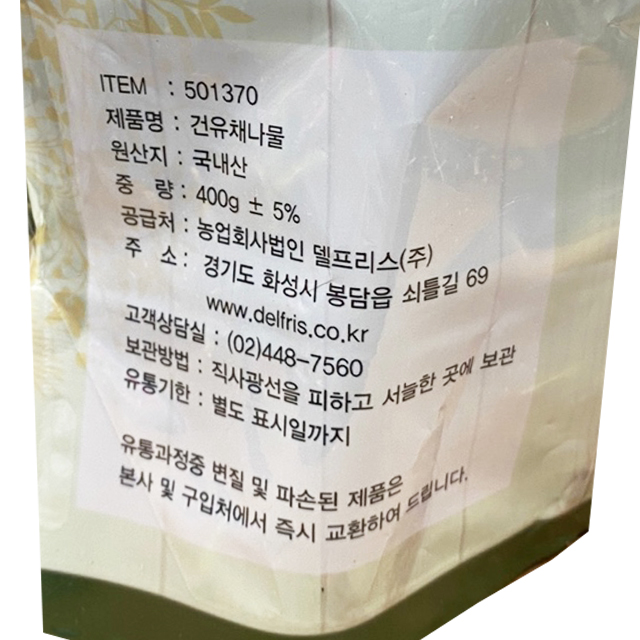 ITEM : 501370
제품명 : 건유채나물
원산지 : 국내산
중 량 : 400g ± 5%
공급처 : 농업회사법인 델프리스(주)
주 소 : 경기도 화성시 봉담읍 쇠틀길 69
www.delfris.co.kr
고객상담실 : (02)448-7560
보관방법 : 직사광선을 피하고 서늘한 곳에 보관
유통기한 : 별도 표시일까지
유통과정중 변질 및 파손된 제품은
본사 및 구입처에서 즉시 교환하여 드립니다.